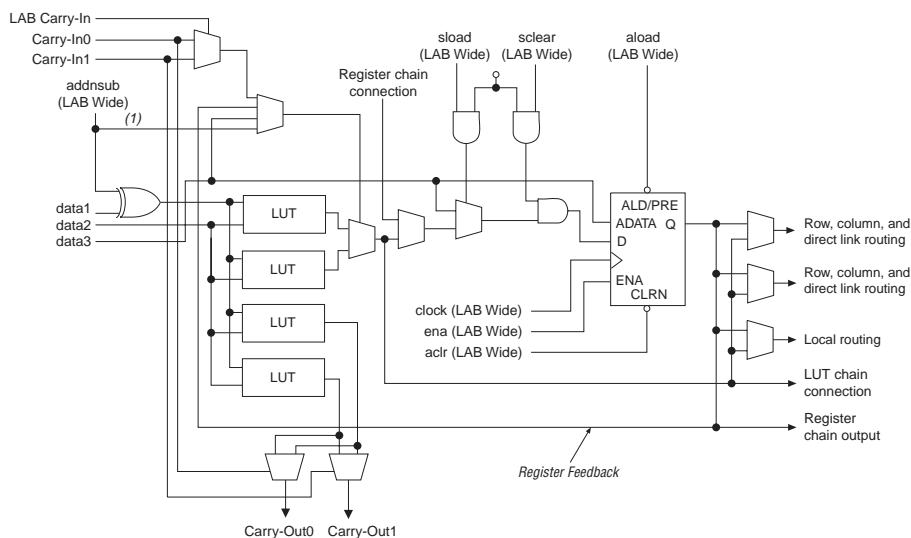 LAB Carry-In
Carry-In0
Carry-In1
addnsub
(LAB Wide)
(1)
data1
data2
data3
Register chain
connection
sload
(LAB Wide)
sclear
(LAB Wide)
aload
(LAB Wide)
LUT
LUT
LUT
LUT
ALD/PRE
ADATA Q
D
ENA
CLRN
clock (LAB Wide)
ena (LAB Wide)
aclr (LAB Wide)
Row, column, and
direct link routing
Row, column, and
direct link routing
Local routing
LUT chain
connection
Register
chain output
Register Feedback
Carry-Out0
Carry-Out1